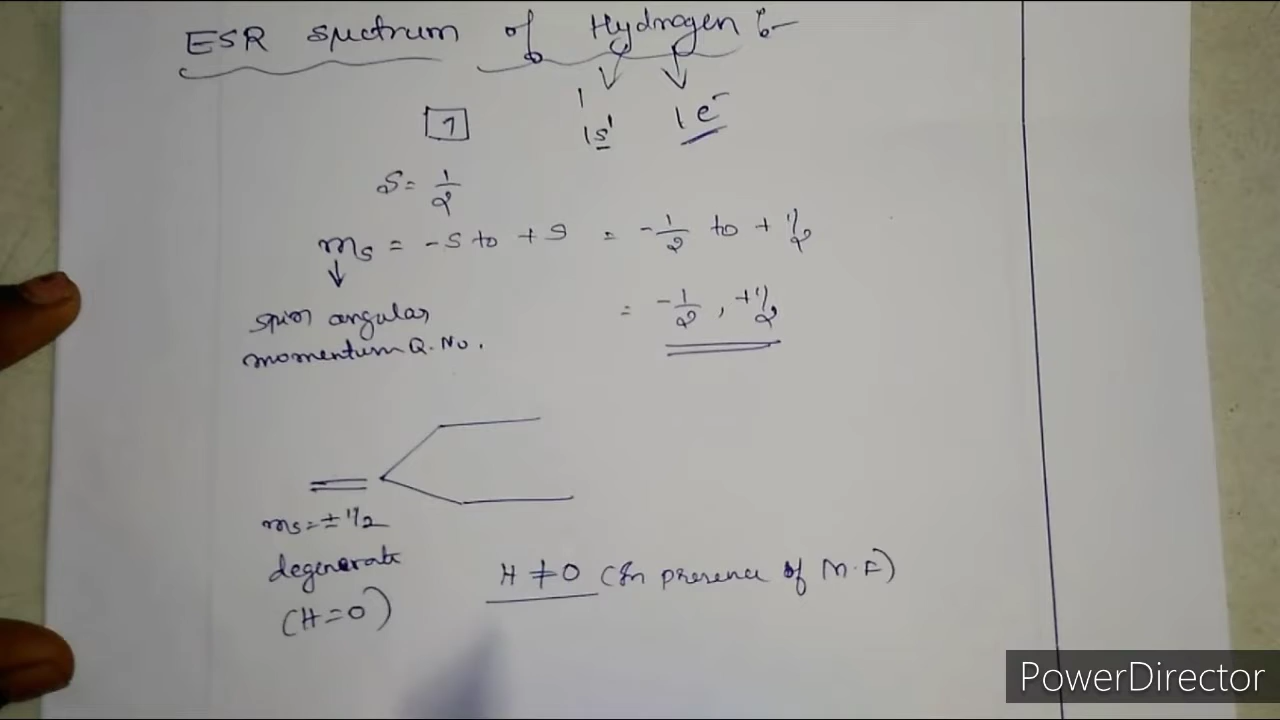 ESR spectrum of Hydrogen :-
1 1s¹ 1 e⁻
↿
S = 1/2
mₛ = -s to +s = -1/2 to +1/2
= -1/2, +1/2
spin angular
momentum Q. No.
mₛ = ± 1/2
degenerate
(H = 0)
H ≠ 0 (In presence of M.F)
PowerDirector